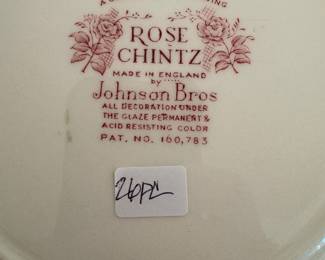 ROSE
CHINTZ
MADE IN ENGLAND
by
Johnson Bros
ALL DECORATION UNDER
THE GLAZE PERMANENT &
ACID RESISTING COLOR
PAT. NO. 160,783